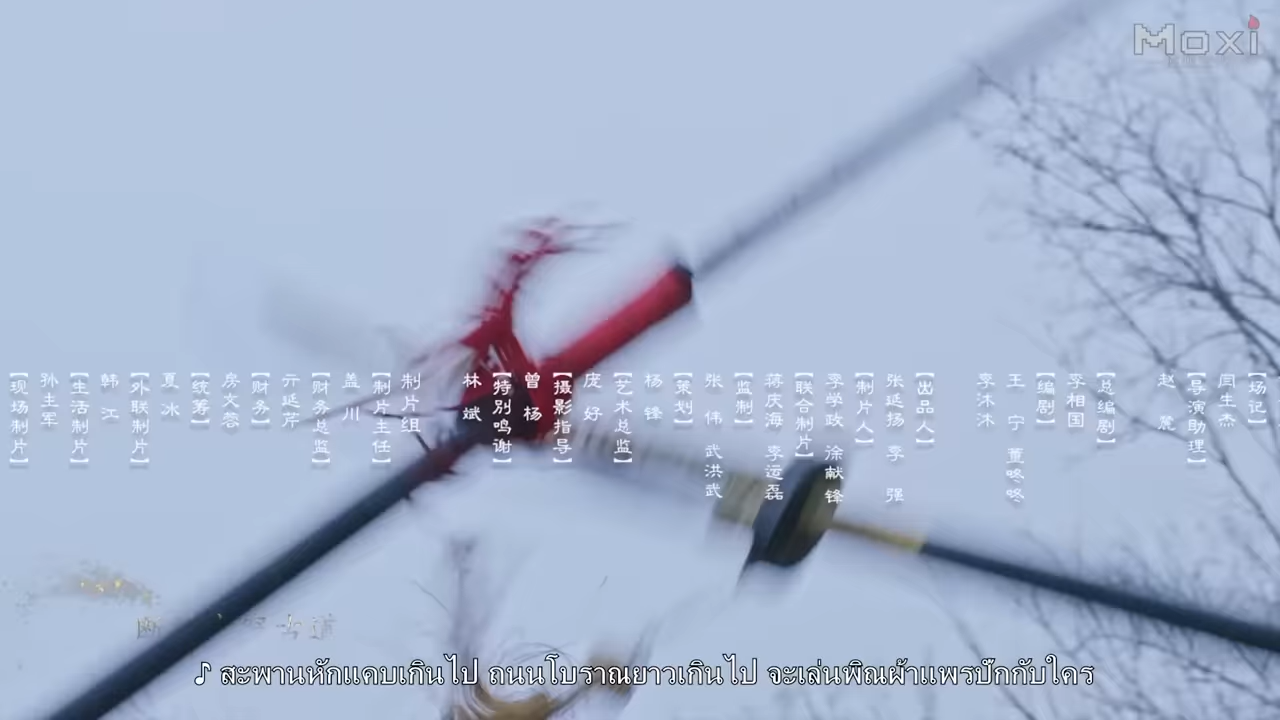 Moxi
【场记】
闫生杰
【导演助理】
赵 麓
【总编剧】
李相国
【编剧】
王 宁 董咚咚
李沐沐
【出品人】
张延扬 李 强
【制片人】
李学政 徐献锋
【联合制片】
蒋庆海 李运磊
【监制】
张 伟 武洪武
【策划】
杨 锋
【艺术总监】
庞 好
【摄影指导】
曾 杨
【特别鸣谢】
林 斌
制片组
【制片主任】
盖 川
【财务总监】
亓延芹
【财务】
房文蓉
【统筹】
夏 冰
【外联制片】
韩 江
【生活制片】
孙主军
【现场制片】
♪ สะพานหักแคบเกินไป ถนนโบราณยาวเกินไป จะเล่นพิณผ้าแพรบ๊กกับใคร